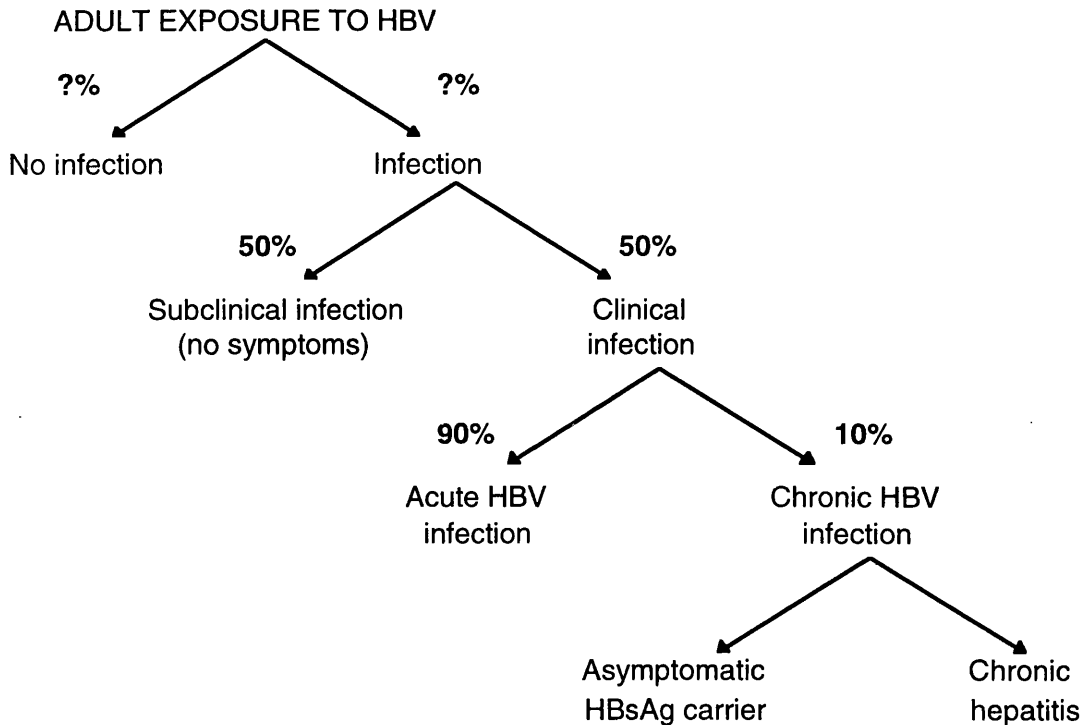 ADULT EXPOSURE TO HBV
?% ?%
No infection Infection
50% 50%
Subclinical infection
(no symptoms)
Clinical
infection
90% 10%
Acute HBV
infection
Chronic HBV
infection
Asymptomatic
HBsAg carrier
Chronic
hepatitis